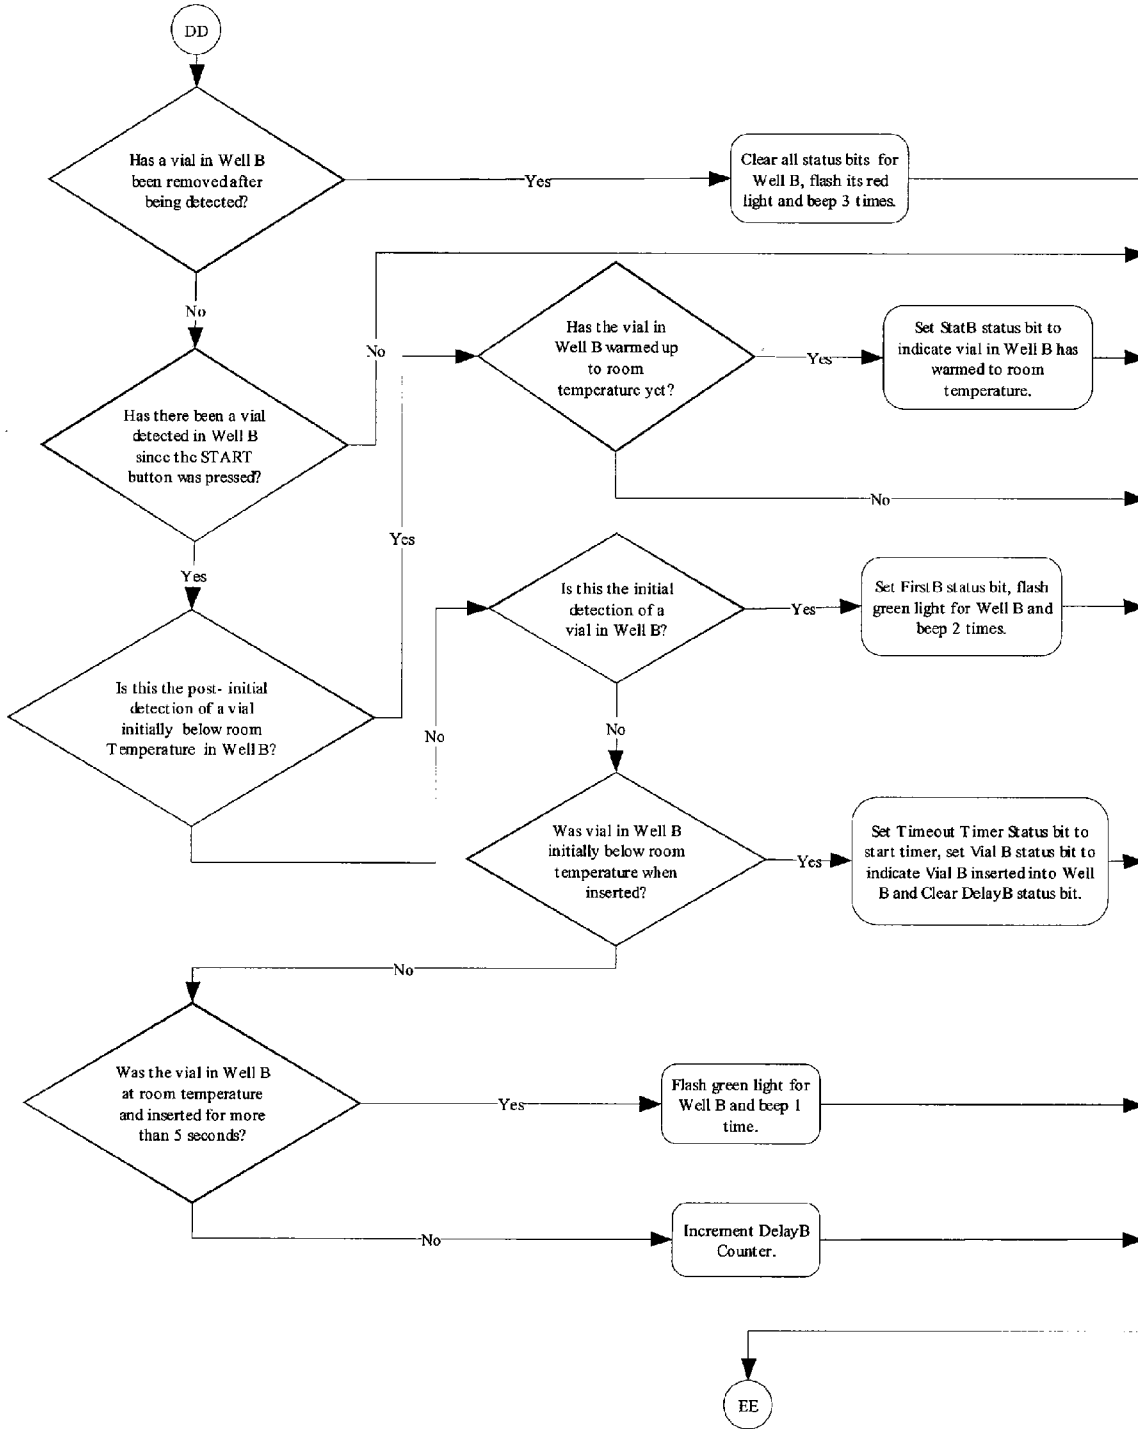 DD
Has a vial in Well B
been removed after
being detected?
Yes
Clear all status bits for
Well B, flash its red
light and beep 3 times.
No
No
Has the vial in
Well B warmed up
to room
temperature yet?
Yes
Set StatB status bit to
indicate vial in Well B has
warmed to room
temperature.
Has there been a vial
detected in Well B
since the START
button was pressed?
No
Yes
Yes
Is this the initial
detection of a
vial in Well B?
Yes
Set FirstB status bit, flash
green light for Well B and
beep 2 times.
Is this the post- initial
detection of a vial
initially below room
Temperature in Well B?
No
No
Was vial in Well B
initially below room
temperature when
inserted?
Yes
Set Timeout Timer Status bit to
start timer, set Vial B status bit to
indicate Vial B inserted into Well
B and Clear DelayB status bit.
No
Was the vial in Well B
at room temperature
and inserted for more
than 5 seconds?
Yes
Flash green light for
Well B and beep 1
time.
No
Increment DelayB
Counter.
EE